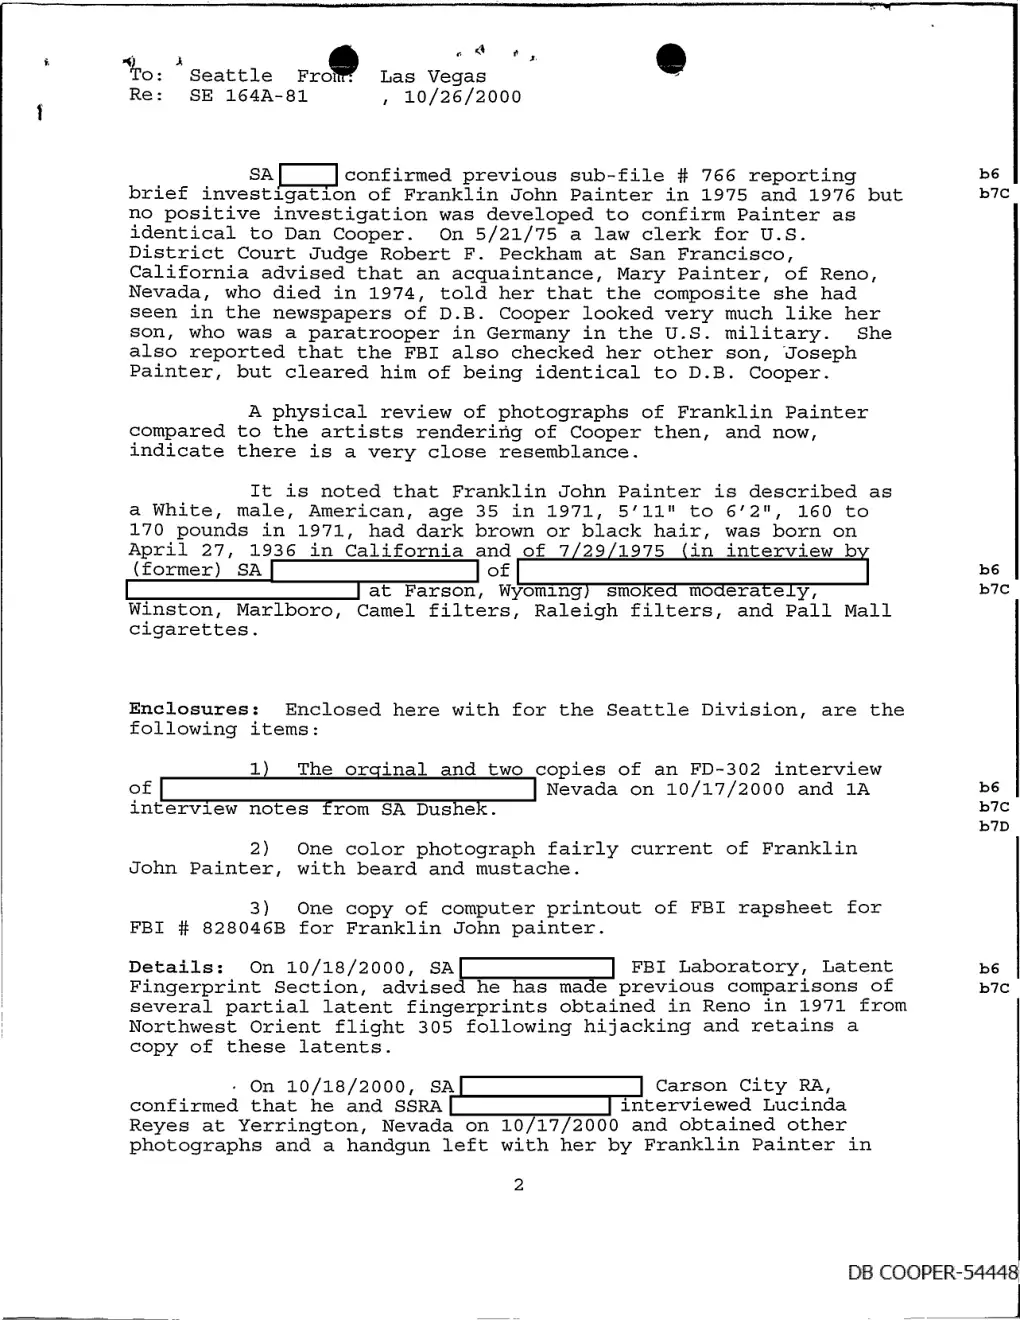 To: Seattle From: Las Vegas
Re: SE 164A-81 , 10/26/2000
SA confirmed previous sub-file # 766 reporting b6
brief investigation of Franklin John Painter in 1975 and 1976 but b7C
no positive investigation was developed to confirm Painter as
identical to Dan Cooper. On 5/21/75 a law clerk for U.S.
District Court Judge Robert F. Peckham at San Francisco,
California advised that an acquaintance, Mary Painter, of Reno,
Nevada, who died in 1974, told her that the composite she had
seen in the newspapers of D.B. Cooper looked very much like her
son, who was a paratrooper in Germany in the U.S. military. She
also reported that the FBI also checked her other son, Joseph
Painter, but cleared him of being identical to D.B. Cooper.
A physical review of photographs of Franklin Painter
compared to the artists rendering of Cooper then, and now,
indicate there is a very close resemblance.
It is noted that Franklin John Painter is described as
a White, male, American, age 35 in 1971, 5'11" to 6'2", 160 to
170 pounds in 1971, had dark brown or black hair, was born on
April 27, 1936 in California and of 7/29/1975 (in interview by
(former) SA of b6
at Farson, Wyoming) smoked moderately, b7C
Winston, Marlboro, Camel filters, Raleigh filters, and Pall Mall
cigarettes.
Enclosures: Enclosed here with for the Seattle Division, are the
following items:
1) The orginal and two copies of an FD-302 interview
of Nevada on 10/17/2000 and 1A b6
interview notes from SA Dushek. b7C
b7D
2) One color photograph fairly current of Franklin
John Painter, with beard and mustache.
3) One copy of computer printout of FBI rapsheet for
FBI # 828046B for Franklin John painter.
Details: On 10/18/2000, SA FBI Laboratory, Latent b6
Fingerprint Section, advised he has made previous comparisons of b7C
several partial latent fingerprints obtained in Reno in 1971 from
Northwest Orient flight 305 following hijacking and retains a
copy of these latents.
On 10/18/2000, SA Carson City RA,
confirmed that he and SSRA interviewed Lucinda
Reyes at Yerrington, Nevada on 10/17/2000 and obtained other
photographs and a handgun left with her by Franklin Painter in
2
DB COOPER-54448